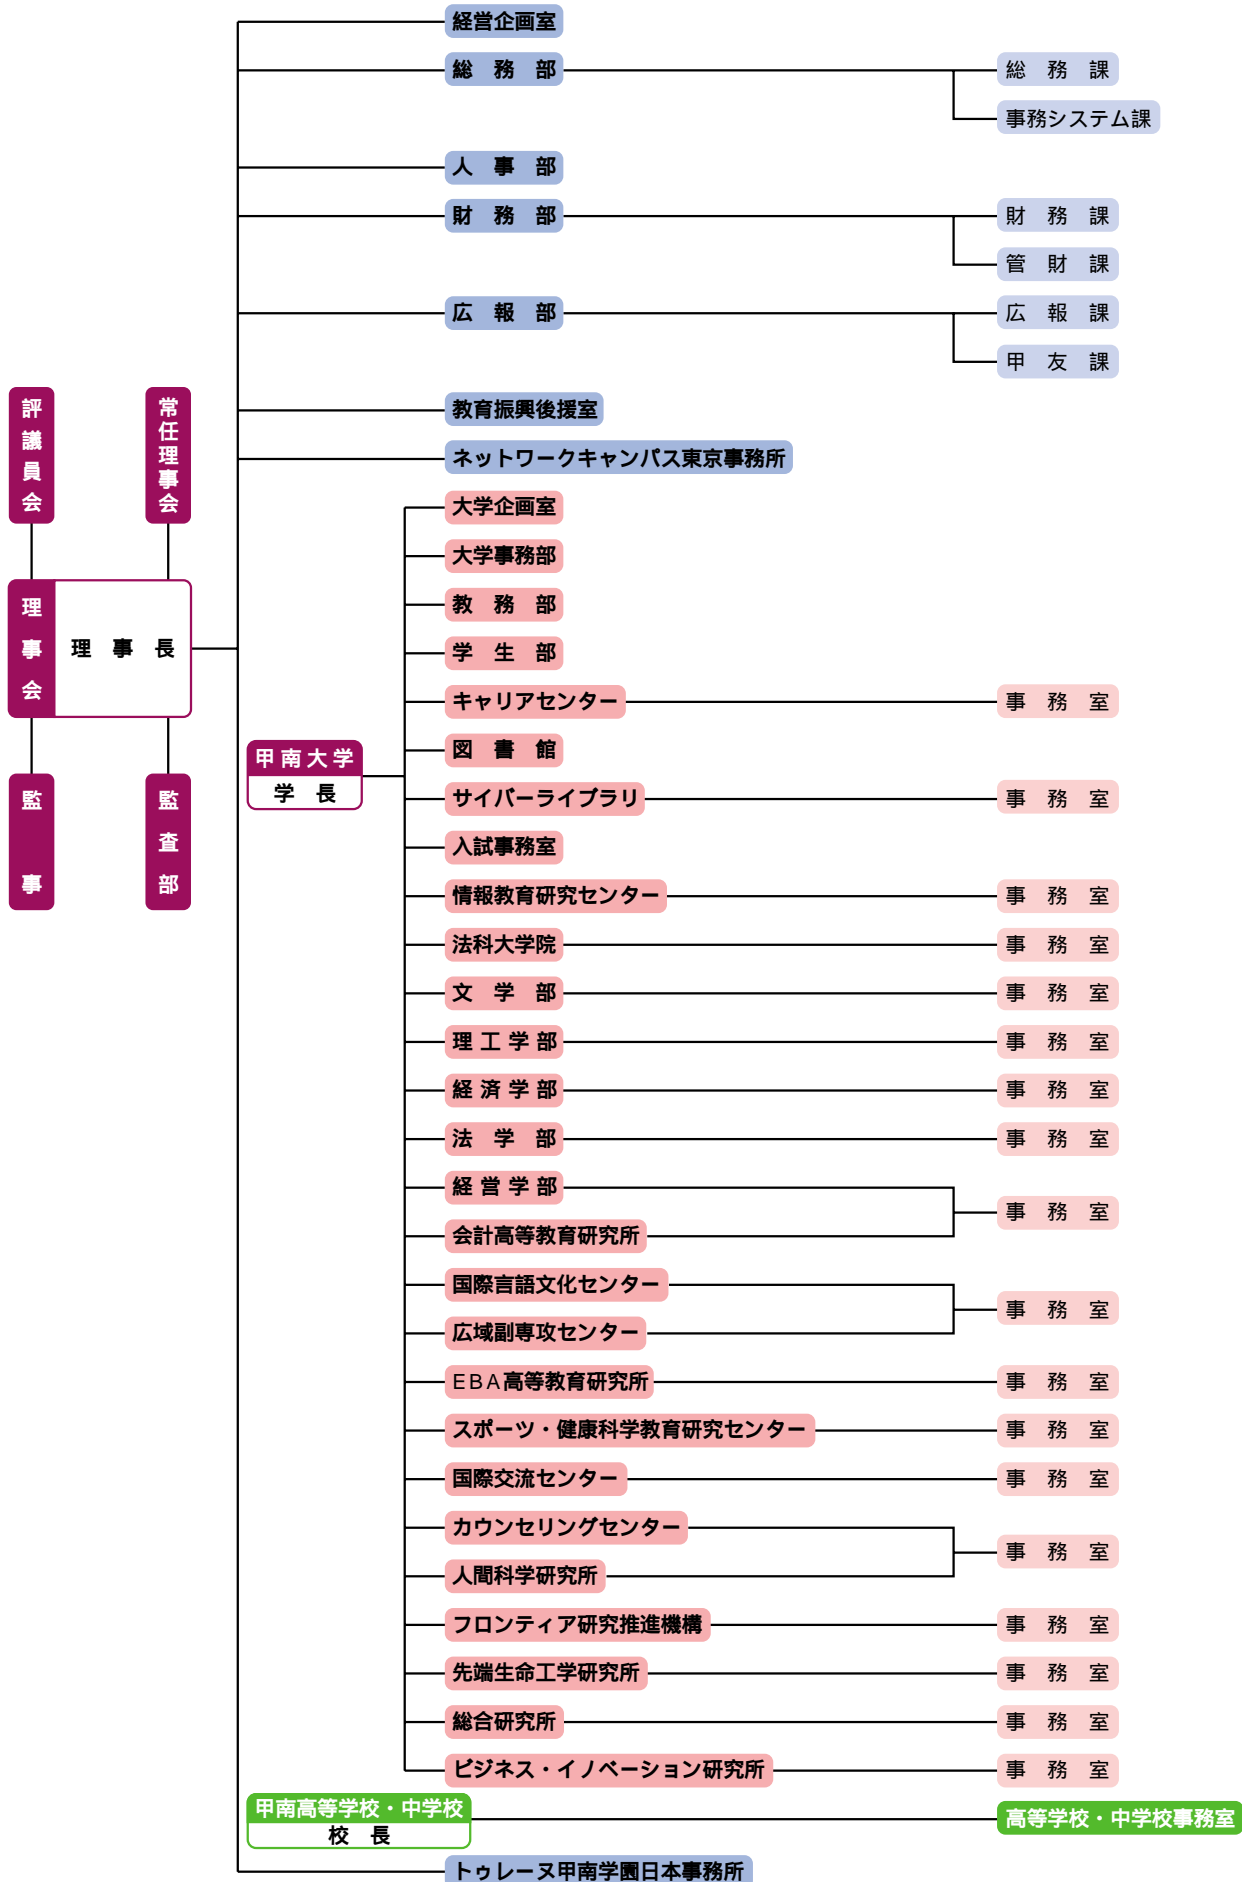 経営企画室
総務部
総務課
事務システム課
人事部
財務部
財務課
管財課
広報部
広報課
甲友課
教育振興後援室
ネットワークキャンパス東京事務所
評議員会
常任理事会
理事会
理事長
監事
監査部
甲南大学
学長
大学企画室
大学事務部
教務部
学生部
キャリアセンター
事務室
図書館
サイバーライブラリ
事務室
入試事務室
情報教育研究センター
事務室
法科大学院
事務室
文学部
事務室
理工学部
事務室
経済学部
事務室
法学部
事務室
経営学部
会計高等教育研究所
事務室
国際言語文化センター
広域副専攻センター
事務室
EBA高等教育研究所
事務室
スポーツ・健康科学教育研究センター
事務室
国際交流センター
事務室
カウンセリングセンター
人間科学研究所
事務室
フロンティア研究推進機構
事務室
先端生命工学研究所
事務室
総合研究所
事務室
ビジネス・イノベーション研究所
事務室
甲南高等学校・中学校
校長
高等学校・中学校事務室
トゥレーヌ甲南学園日本事務所